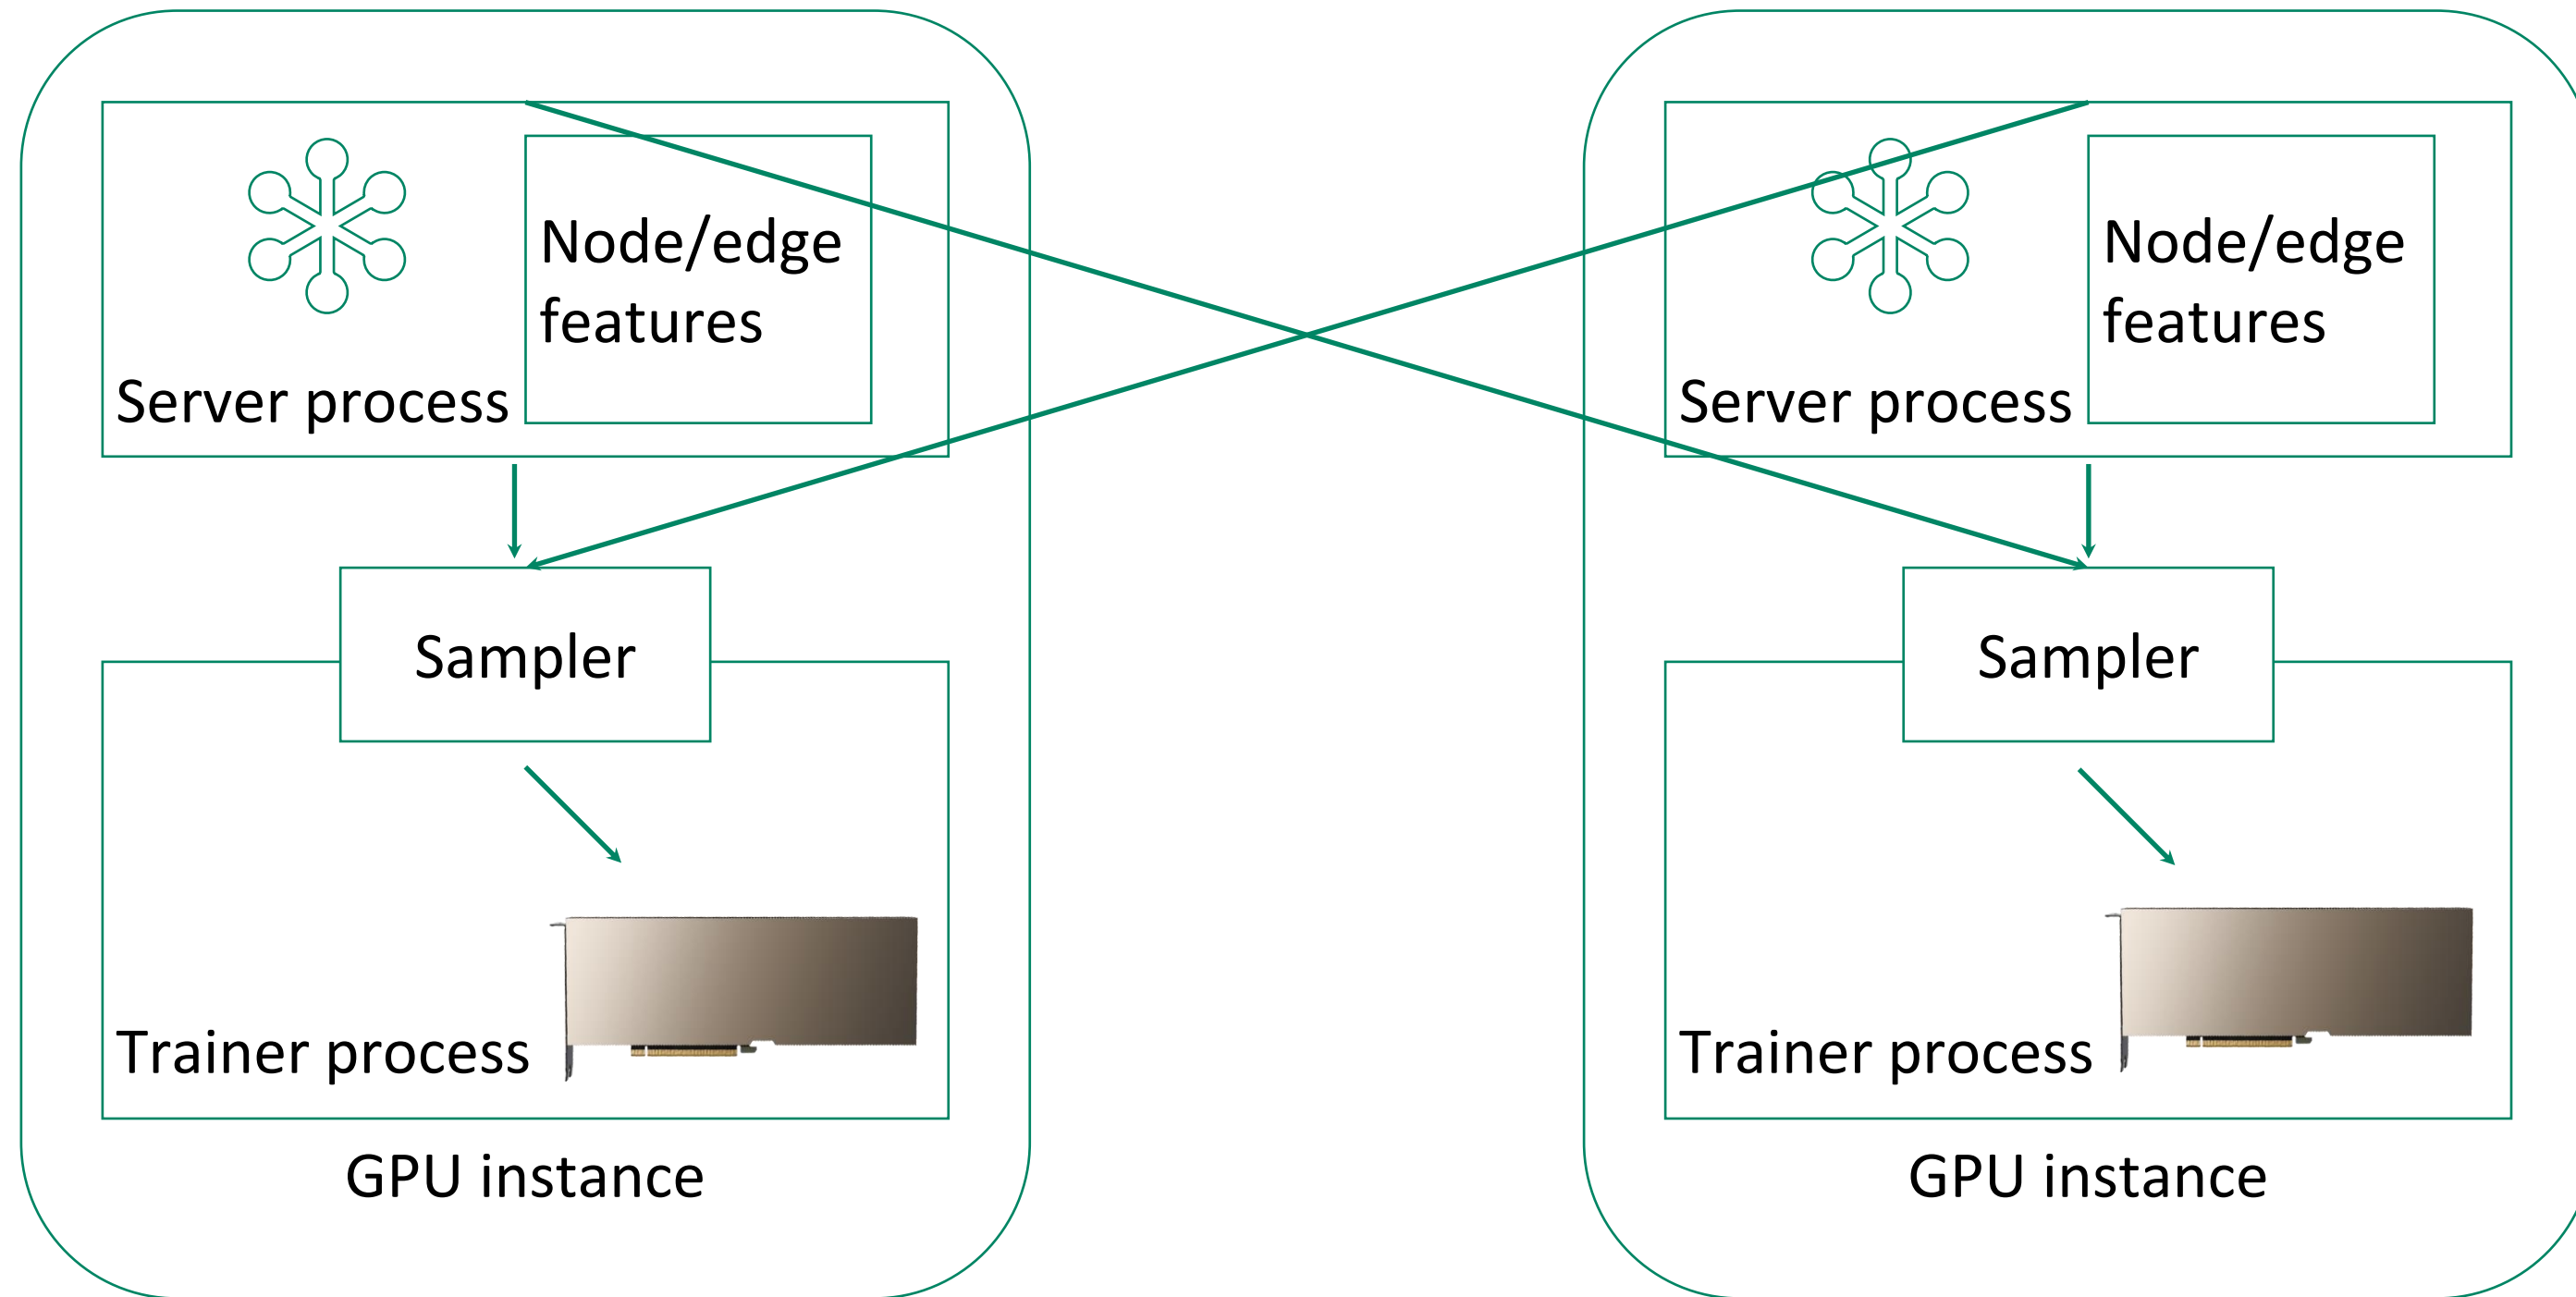 Node/edge
features
Server process
Sampler
Trainer process
GPU instance
Node/edge
features
Server process
Sampler
Trainer process
GPU instance